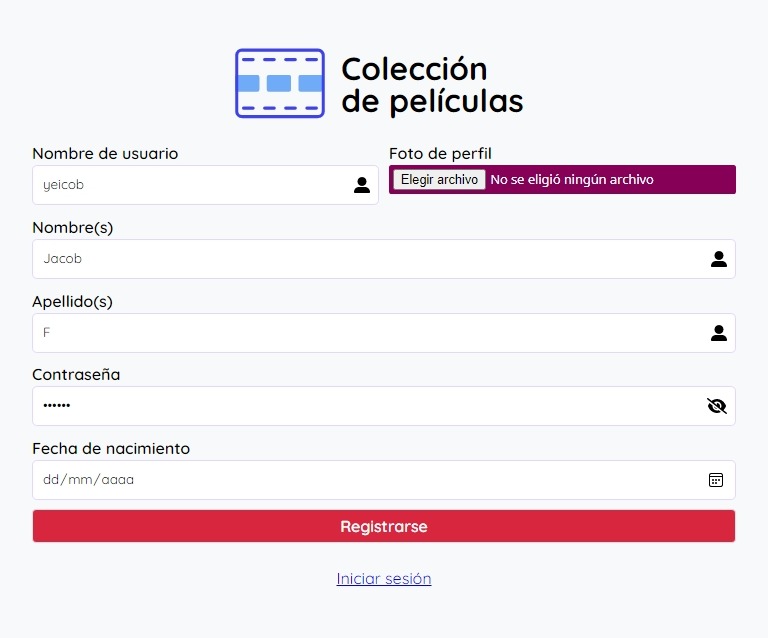 Colección
de películas
Nombre de usuario
yeicob
Foto de perfil
Elegir archivo No se eligió ningún archivo
Nombre(s)
Jacob
Apellido(s)
F
Contraseña
••••••
Fecha de nacimiento
dd/mm/aaaa
Registrarse
Iniciar sesión